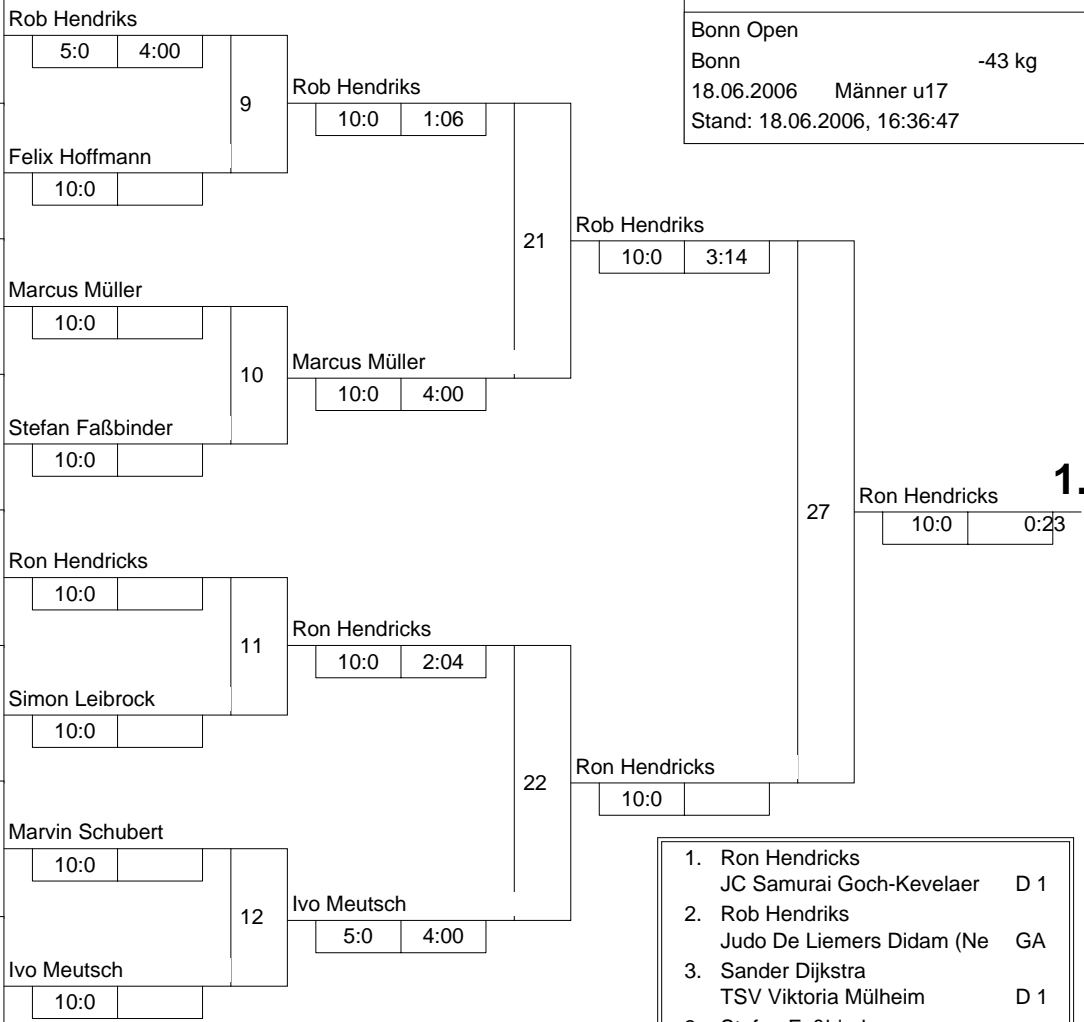 Rob Hendriks
5:0 4:00
9
Felix Hoffmann
10:0
Marcus Müller
10:0
10
Stefan Faßbinder
10:0
Ron Hendricks
10:0
11
Simon Leibrock
10:0
Marvin Schubert
10:0
12
Ivo Meutsch
10:0
Rob Hendriks
10:0 1:06
21
Marcus Müller
10:0 4:00
Ron Hendricks
10:0 2:04
22
Ivo Meutsch
5:0 4:00
Rob Hendriks
10:0 3:14
27
Ron Hendricks
10:0
Ron Hendricks 1.
10:0 0:23
Bonn Open
Bonn -43 kg
18.06.2006 Männer u17
Stand: 18.06.2006, 16:36:47
1. Ron Hendricks
JC Samurai Goch-Kevelaer D 1
2. Rob Hendriks
Judo De Liemers Didam (Ne GA
3. Sander Dijkstra
TSV Viktoria Mülheim D 1